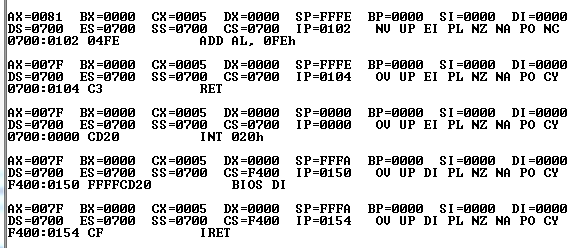 AX=0081  BX=0000  CX=0005  DX=0000  SP=FFFE  BP=0000  SI=0000  DI=0000
DS=0700  ES=0700  SS=0700  CS=0700  IP=0102   NV UP EI PL NZ NA PO NC
0700:0102 04FE           ADD AL, 0FEh
AX=007F  BX=0000  CX=0005  DX=0000  SP=FFFE  BP=0000  SI=0000  DI=0000
DS=0700  ES=0700  SS=0700  CS=0700  IP=0104   OV UP EI PL NZ NA PO CY
0700:0104 C3             RET
AX=007F  BX=0000  CX=0005  DX=0000  SP=0000  BP=0000  SI=0000  DI=0000
DS=0700  ES=0700  SS=0700  CS=0700  IP=0000   OV UP EI PL NZ NA PO CY
0700:0000 CD20           INT 020h
AX=007F  BX=0000  CX=0005  DX=0000  SP=FFFA  BP=0000  SI=0000  DI=0000
DS=0700  ES=0700  SS=0700  CS=F400  IP=0150   OV UP DI PL NZ NA PO CY
F400:0150 FFFFCD20           BIOS DI
AX=007F  BX=0000  CX=0005  DX=0000  SP=FFFA  BP=0000  SI=0000  DI=0000
DS=0700  ES=0700  SS=0700  CS=F400  IP=0154   OV UP DI PL NZ NA PO CY
F400:0154 CF             IRET